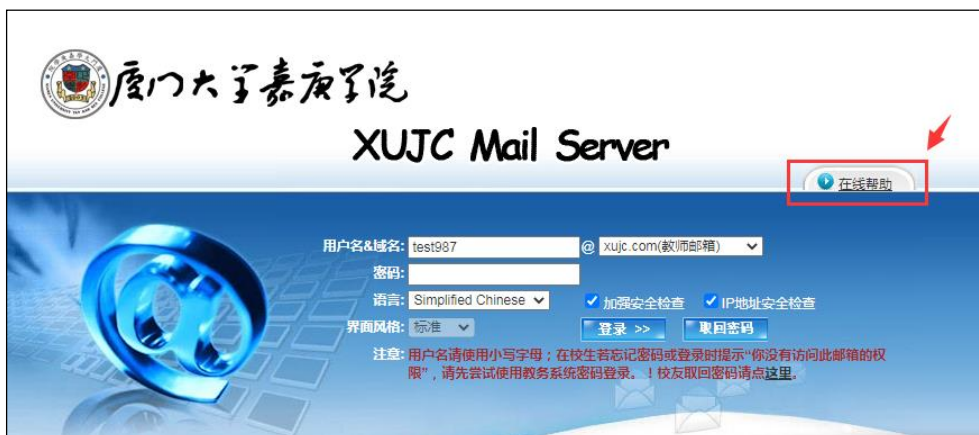 厦门大学嘉庚学院
XUJC Mail Server
在线帮助
用户名&域名: test987 @ xujc.com(教师邮箱)
密码:
语言: Simplified Chinese 加强安全检查 IP地址安全检查
界面风格: 标准 登录 >> 取回密码
注意: 用户名请使用小写字母；在校生若忘记密码或登录时提示“你没有访问此邮箱的权
限”，请先尝试使用教务系统密码登录。！校友取回密码请点这里。